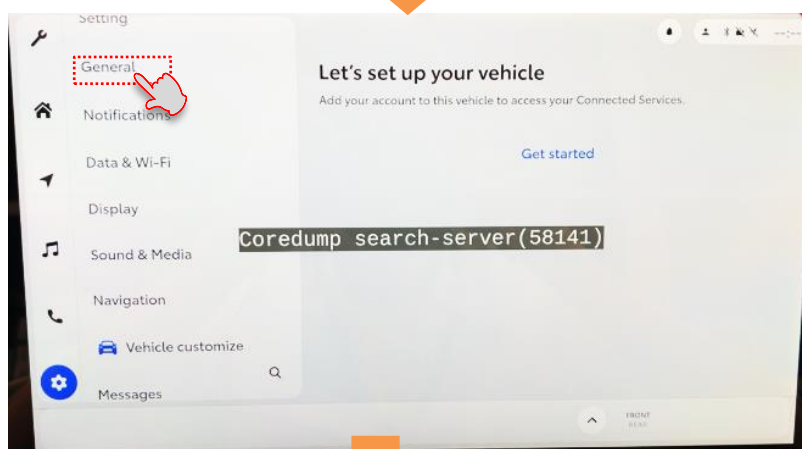 Setting
General
Notifications
Data & Wi-Fi
Display
Sound & Media
Navigation
Vehicle customize
Messages
--:--
Let's set up your vehicle
Add your account to this vehicle to access your Connected Services.
Get started
Coredump search-server(58141)
FRONT
REAR